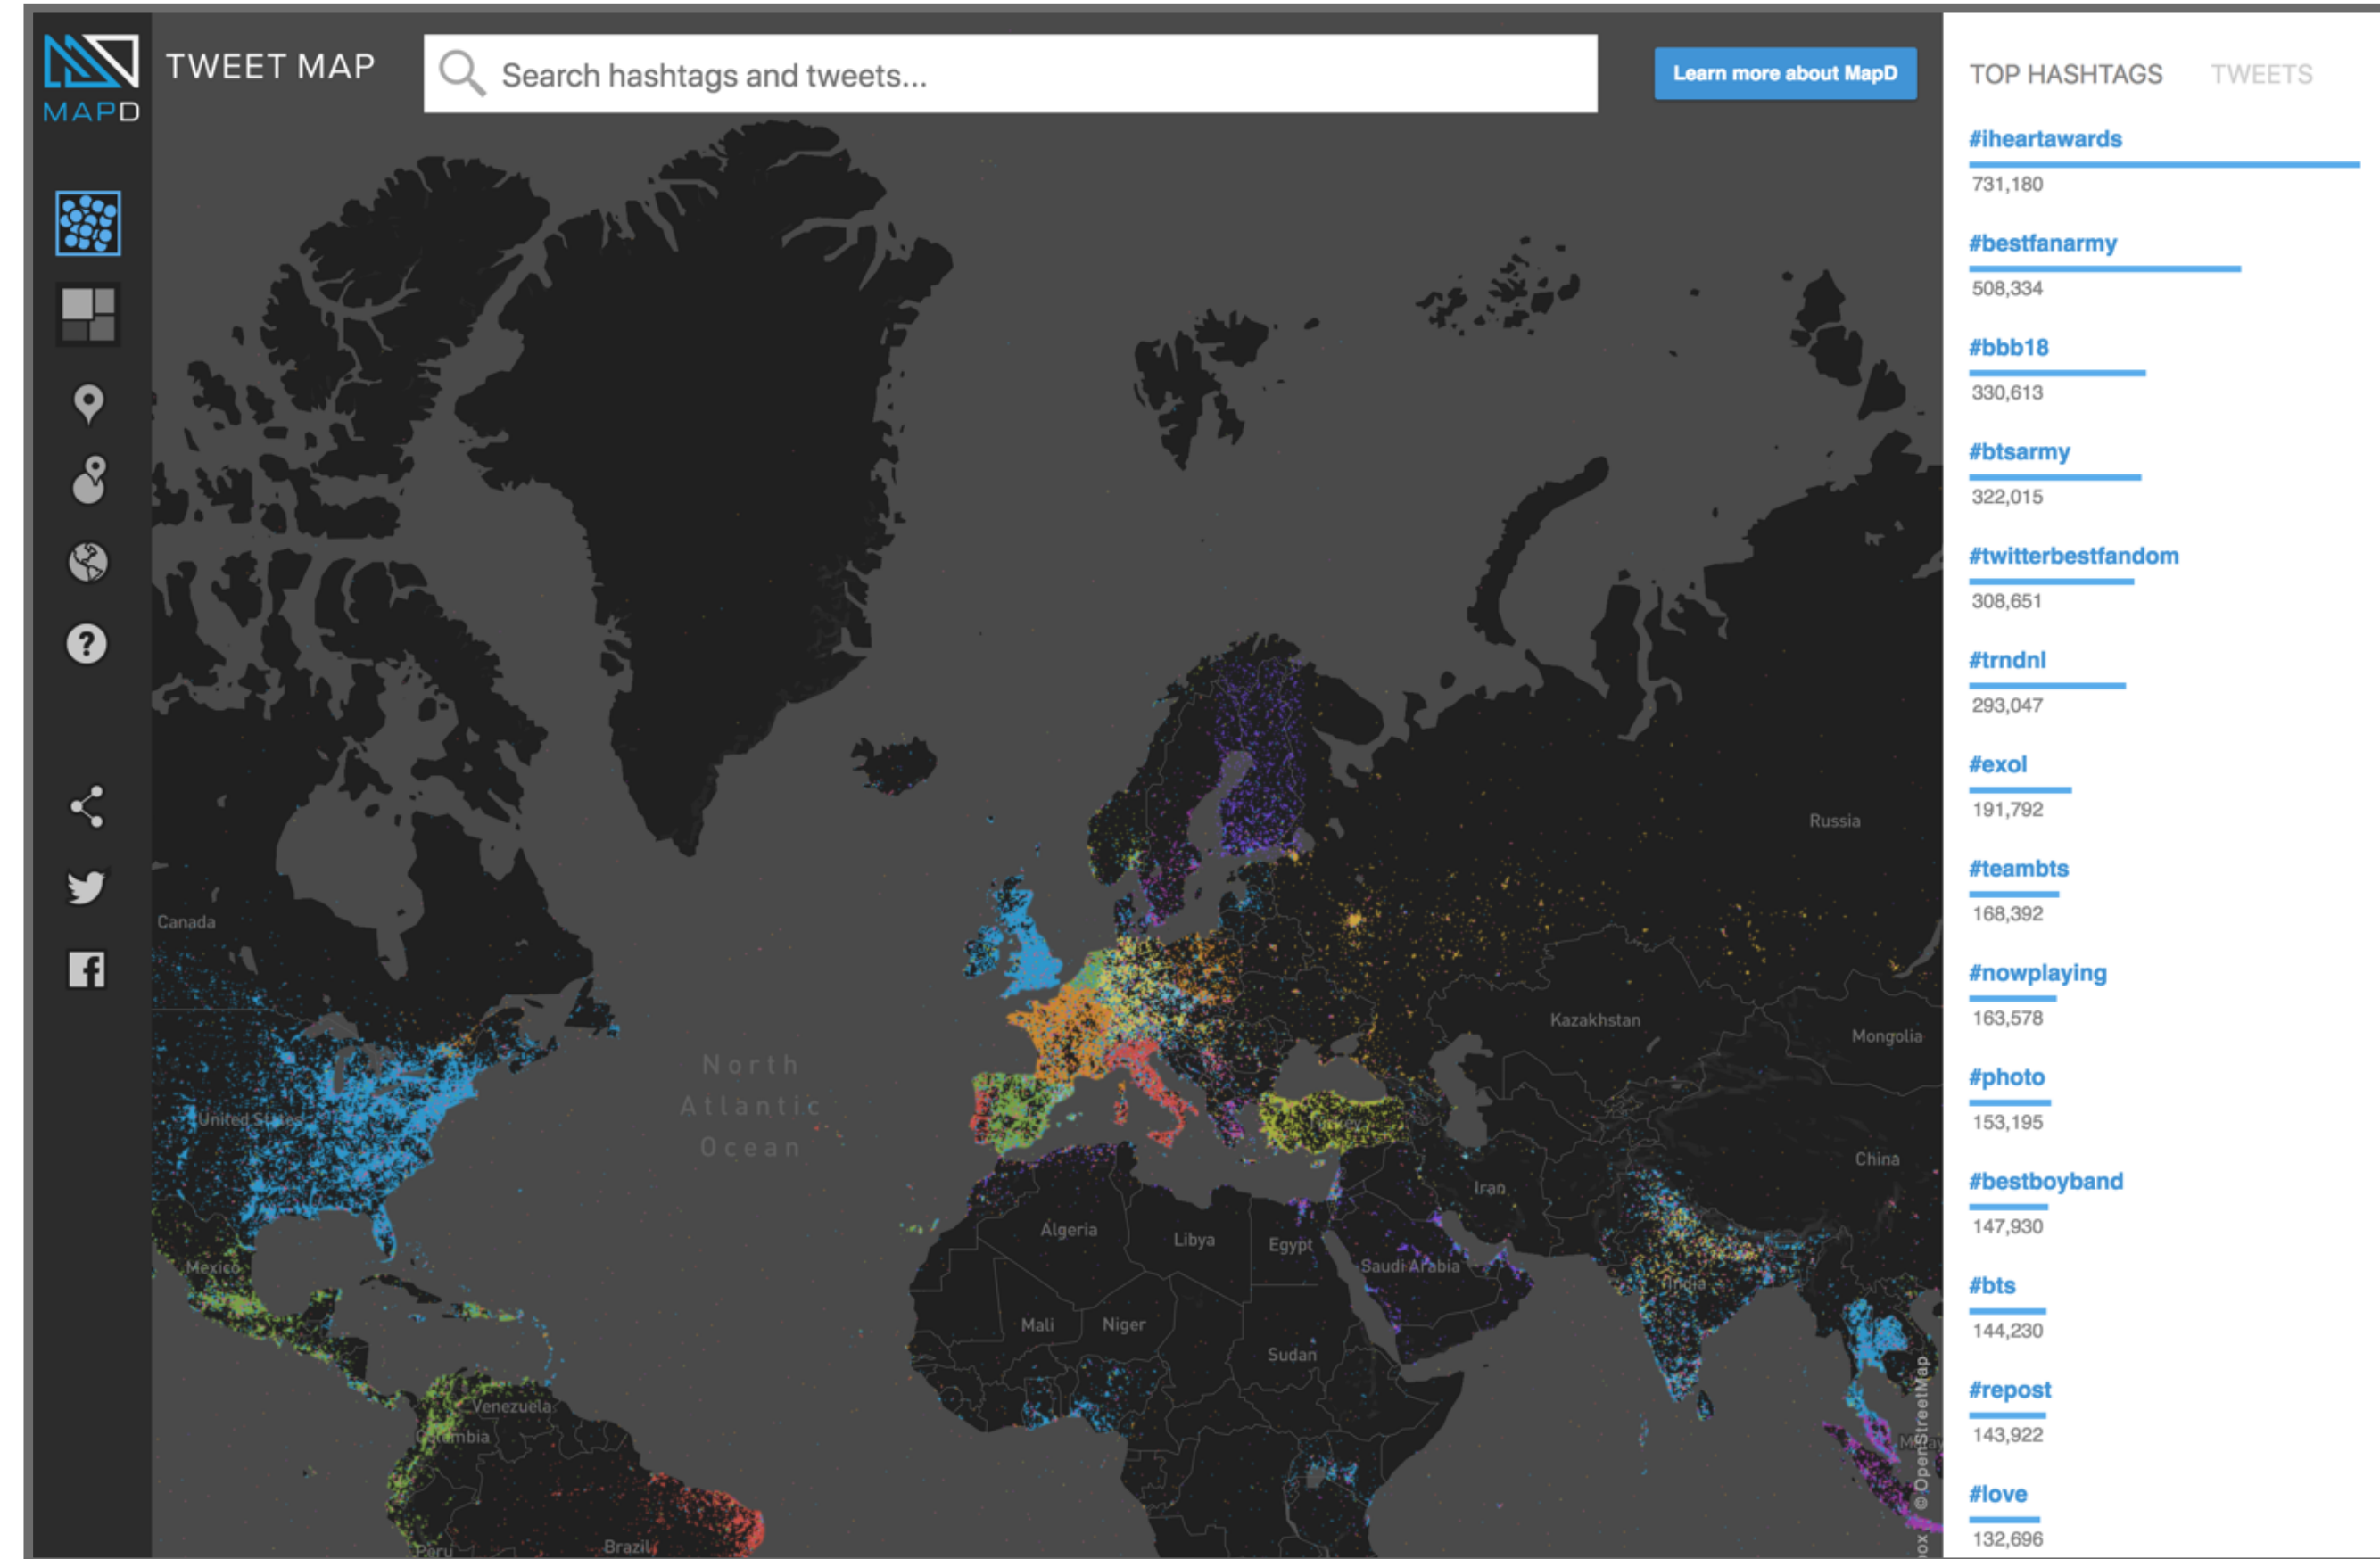 MAPD
TWEET MAP
Search hashtags and tweets...
Learn more about MapD
TOP HASHTAGS
TWEETS
#iheartawards
731,180
#bestfanarmy
508,334
#bbb18
330,613
#btsarmy
322,015
#twitterbestfandom
308,651
#trndnl
293,047
#exol
191,792
#teambts
168,392
#nowplaying
163,578
#photo
153,195
#bestboyband
147,930
#bts
144,230
#repost
143,922
#love
132,696
Russia
Canada
Kazakhstan
Mongolia
North
Atlantic
Ocean
United States
Turkey
China
Iran
Algeria
Libya
Egypt
Saudi Arabia
Mexico
India
Mali
Niger
Sudan
Venezuela
Colombia
Brazil
Peru
© OpenStreetMap